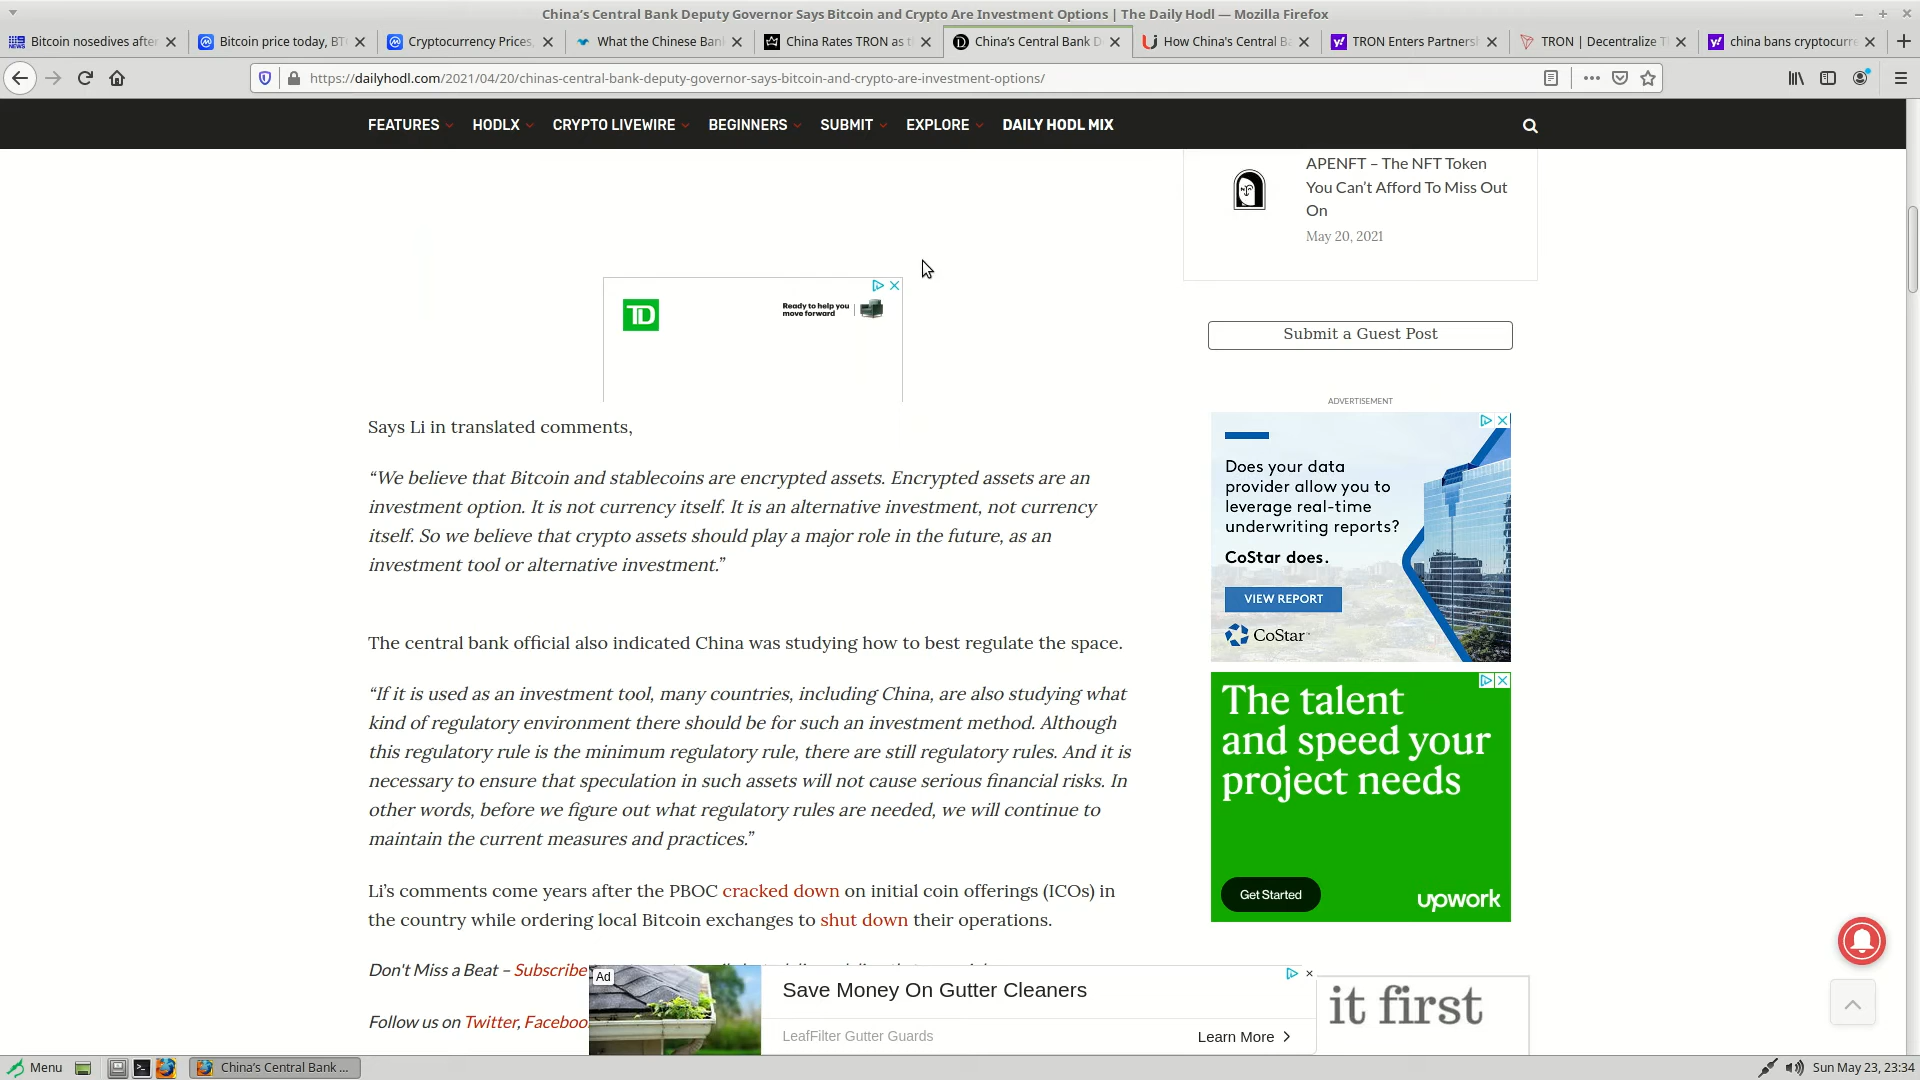 China's Central Bank Deputy Governor Says Bitcoin and Crypto Are Investment Options | The Daily Hodl — Mozilla Firefox
Bitcoin nosedives after
Bitcoin price today, BT
Cryptocurrency Prices,
What the Chinese Ban
China Rates TRON as t
China's Central Bank D
How China's Central B
TRON Enters Partners
TRON | Decentralize T
china bans cryptocurre
https://dailyhodl.com/2021/04/20/chinas-central-bank-deputy-governor-says-bitcoin-and-crypto-are-investment-options/
FEATURES HODLX CRYPTO LIVEWIRE BEGINNERS SUBMIT EXPLORE DAILY HODL MIX
APENFT – The NFT Token
You Can't Afford To Miss Out
On
May 20, 2021
TD
Ready to help you
move forward
Submit a Guest Post
ADVERTISEMENT
Says Li in translated comments,
“We believe that Bitcoin and stablecoins are encrypted assets. Encrypted assets are an
investment option. It is not currency itself. It is an alternative investment, not currency
itself. So we believe that crypto assets should play a major role in the future, as an
investment tool or alternative investment.”
Does your data
provider allow you to
leverage real-time
underwriting reports?
CoStar does.
VIEW REPORT
CoStar
The central bank official also indicated China was studying how to best regulate the space.
“If it is used as an investment tool, many countries, including China, are also studying what
kind of regulatory environment there should be for such an investment method. Although
this regulatory rule is the minimum regulatory rule, there are still regulatory rules. And it is
necessary to ensure that speculation in such assets will not cause serious financial risks. In
other words, before we figure out what regulatory rules are needed, we will continue to
maintain the current measures and practices.”
The talent
and speed your
project needs
Get Started
upwork
Li's comments come years after the PBOC cracked down on initial coin offerings (ICOs) in
the country while ordering local Bitcoin exchanges to shut down their operations.
Don't Miss a Beat – Subscribe
Follow us on Twitter, Faceboo
Ad
Save Money On Gutter Cleaners
LeafFilter Gutter Guards
Learn More
it first
Menu
China's Central Bank ...
Sun May 23, 23:34